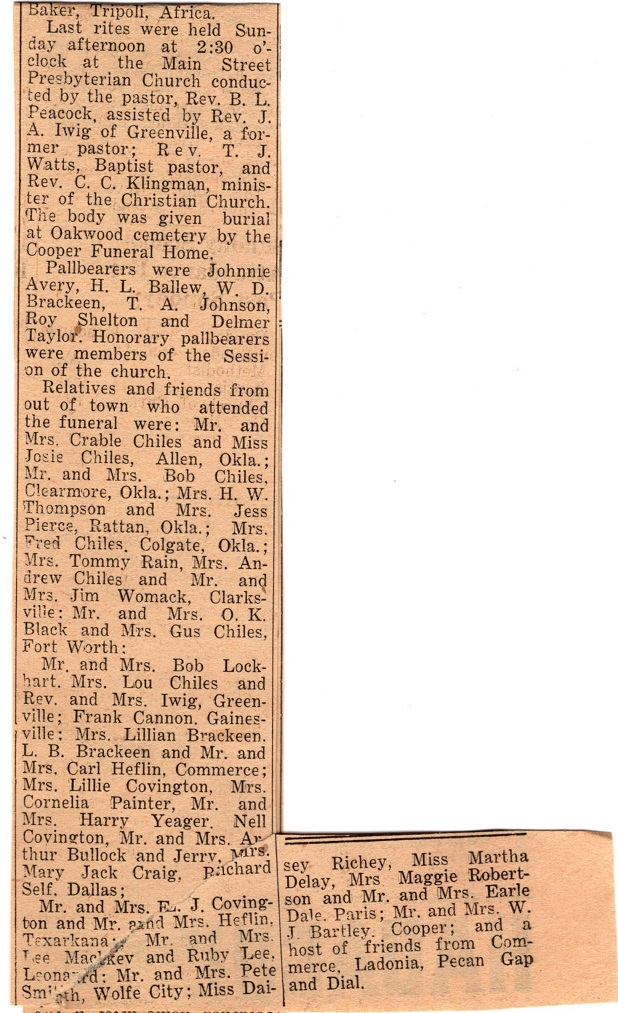 Baker, Tripoli, Africa.
Last rites were held Sun-
day afternoon at 2:30 o'-
clock at the Main Street
Presbyterian Church conduc-
ted by the pastor, Rev. B. L.
Peacock, assisted by Rev. J.
A. Iwig of Greenville, a for-
mer pastor; Rev. T. J.
Watts, Baptist pastor, and
Rev. C. C. Klingman, minis-
ter of the Christian Church.
The body was given burial
at Oakwood cemetery by the
Cooper Funeral Home.
Pallbearers were Johnnie
Avery, H. L. Ballew, W. D.
Brackeen, T. A. Johnson,
Roy Shelton and Delmer
Taylor. Honorary pallbearers
were members of the Sessi-
on of the church.
Relatives and friends from
out of town who attended
the funeral were: Mr. and
Mrs. Crable Chiles and Miss
Josie Chiles, Allen, Okla.;
Mr. and Mrs. Bob Chiles,
Clearmore, Okla.; Mrs. H. W.
Thompson and Mrs. Jess
Pierce, Rattan, Okla.; Mrs.
Fred Chiles, Colgate, Okla.;
Mrs. Tommy Rain, Mrs. An-
drew Chiles and Mr. and
Mrs. Jim Womack, Clarks-
ville: Mr. and Mrs. O. K.
Black and Mrs. Gus Chiles,
Fort Worth:
Mr. and Mrs. Bob Lock-
hart. Mrs. Lou Chiles and
Rev. and Mrs. Iwig, Green-
ville; Frank Cannon. Gaines-
ville; Mrs. Lillian Brackeen.
L. B. Brackeen and Mr. and
Mrs. Carl Heflin, Commerce;
Mrs. Lillie Covington, Mrs.
Cornelia Painter, Mr. and
Mrs. Harry Yeager. Nell
Covington, Mr. and Mrs. Ar
thur Bullock and Jerry, Mrs.
Mary Jack Craig, Prichard
Self. Dallas;
Mr. and Mrs. E. J. Coving-
ton and Mr. and Mrs. Heflin,
Texarkana; Mr. and Mrs.
Lee Mackey and Ruby Lee,
Leonard; Mr. and Mrs. Pete
Smith, Wolfe City; Miss Dai-
sey Richey, Miss Martha
Delay, Mrs Maggie Robert-
son and Mr. and Mrs. Earle
Dale. Paris; Mr. and Mrs. W.
J. Bartley. Cooper; and a
host of friends from Com-
merce, Ladonia, Pecan Gap
and Dial.